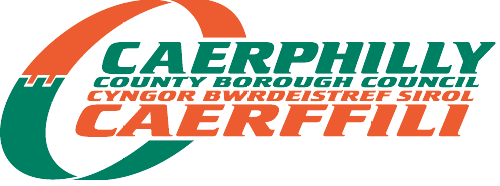 CAERPHILLY
COUNTY BOROUGH COUNCIL
CYNGOR BWRDEISTREF SIROL
CAERFFILI